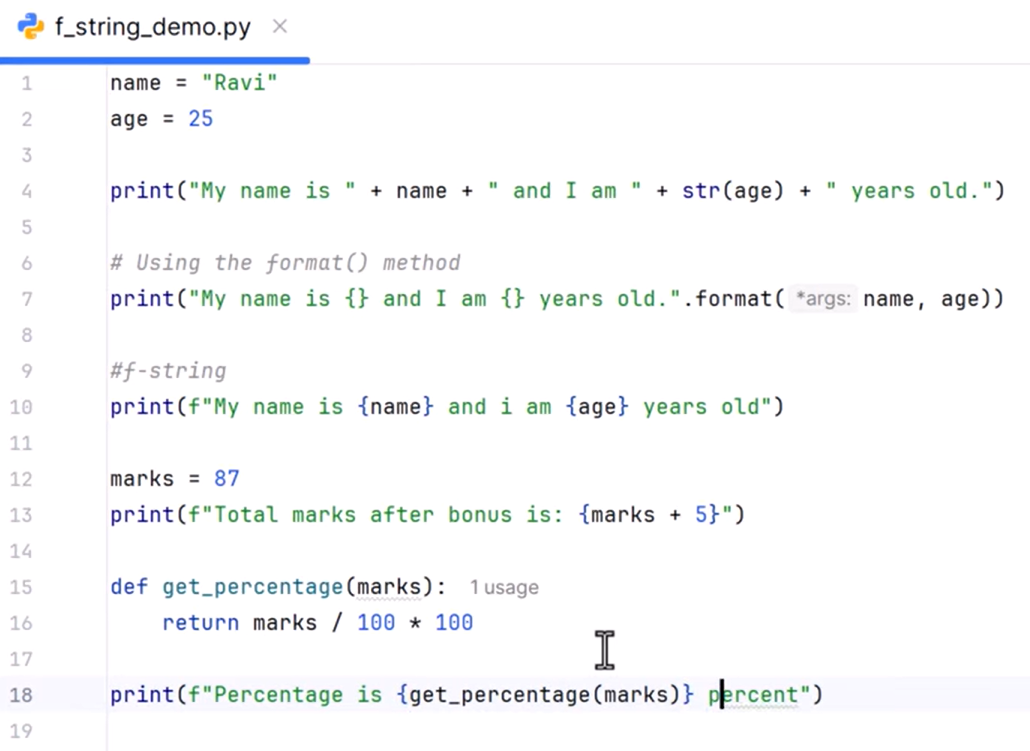 f_string_demo.py
1 name = "Ravi"
2 age = 25
3
4 print("My name is " + name + " and I am " + str(age) + " years old.")
5
6 # Using the format() method
7 print("My name is {} and I am {} years old.".format( *args: name, age))
8
9 #f-string
10 print(f"My name is {name} and i am {age} years old")
11
12 marks = 87
13 print(f"Total marks after bonus is: {marks + 5}")
14
15 def get_percentage(marks): 1 usage
16     return marks / 100 * 100
17
18 print(f"Percentage is {get_percentage(marks)} percent")
19